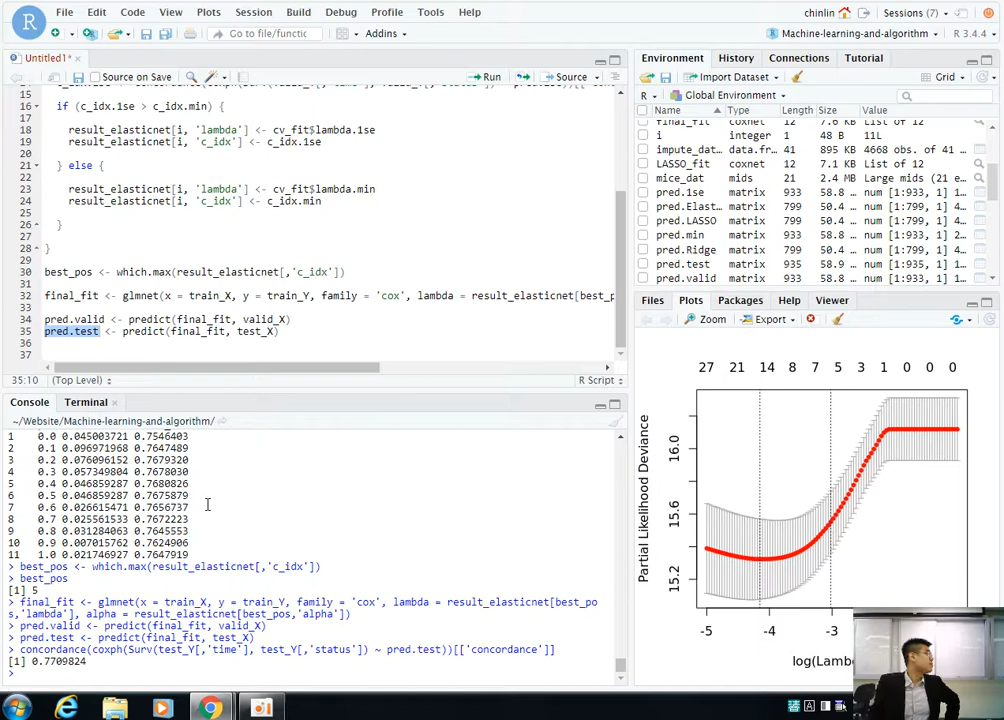 File Edit Code View Plots Session Build Debug Profile Tools Help
chinlin Sessions (7)
Go to file/functic Addins
Machine-learning-and-algorithm R 3.4.4
Untitled1*
Source on Save Run Source
16 if (c_idx.1se > c_idx.min) {
17
18 result_elasticnet[i, 'lambda'] <- cv_fit$lambda.1se
19 result_elasticnet[i, 'c_idx'] <- c_idx.1se
20
21 } else {
22
23 result_elasticnet[i, 'lambda'] <- cv_fit$lambda.min
24 result_elasticnet[i, 'c_idx'] <- c_idx.min
25
26 }
27
28 }
29
30 best_pos <- which.max(result_elasticnet[,'c_idx'])
31
32 final_fit <- glmnet(x = train_X, y = train_Y, family = 'cox', lambda = result_elasticnet[best_p
33
34 pred.valid <- predict(final_fit, valid_X)
35 pred.test <- predict(final_fit, test_X)
36
37
35:10 (Top Level) R Script
Console Terminal
~/Website/Machine-learning-and-algorithm/
1 0.0 0.045003721 0.7546403
2 0.1 0.096971968 0.7647489
3 0.2 0.076096152 0.7679320
4 0.3 0.057349804 0.7678030
5 0.4 0.046859287 0.7680826
6 0.5 0.046859287 0.7675879
7 0.6 0.026615471 0.7656737
8 0.7 0.025561533 0.7672223
9 0.8 0.031284063 0.7645553
10 0.9 0.007015762 0.7624906
11 1.0 0.021746927 0.7647919
> best_pos <- which.max(result_elasticnet[,'c_idx'])
> best_pos
[1] 5
> final_fit <- glmnet(x = train_X, y = train_Y, family = 'cox', lambda = result_elasticnet[best_po
s,'lambda'], alpha = result_elasticnet[best_pos,'alpha'])
> pred.valid <- predict(final_fit, valid_X)
> pred.test <- predict(final_fit, test_X)
> concordance(coxph(Surv(test_Y[,'time'], test_Y[,'status']) ~ pred.test))[['concordance']]
[1] 0.7709824
>
Environment History Connections Tutorial
Import Dataset Grid
R Global Environment
Name Type Length Size Value
final_fit coxnet 12 7.6 KB List of 12
i integer 1 48 B 11L
impute_dat… data.fr… 41 895 KB 4668 obs. of 41…
LASSO_fit coxnet 12 7.1 KB List of 12
mice_dat mids 21 2.4 MB Large mids (21 e…
pred.1se matrix 933 58.8 … num [1:933, 1] 1…
pred.Elast… matrix 799 50.4 … num [1:799, 1] 4…
pred.LASSO matrix 799 50.4 … num [1:799, 1] 4…
pred.min matrix 933 58.8 … num [1:933, 1] 4…
pred.Ridge matrix 799 50.4 … num [1:799, 1] 4…
pred.test matrix 935 58.9 … num [1:935, 1] 3…
pred.valid matrix 933 58.8 … num [1:933, 1] 4…
Files Plots Packages Help Viewer
Zoom Export
27 21 14 8 7 5 3 1 0 0 0
Partial Likelihood Deviance
16.0
15.6
15.2
-5 -4 -3
log(Lambd